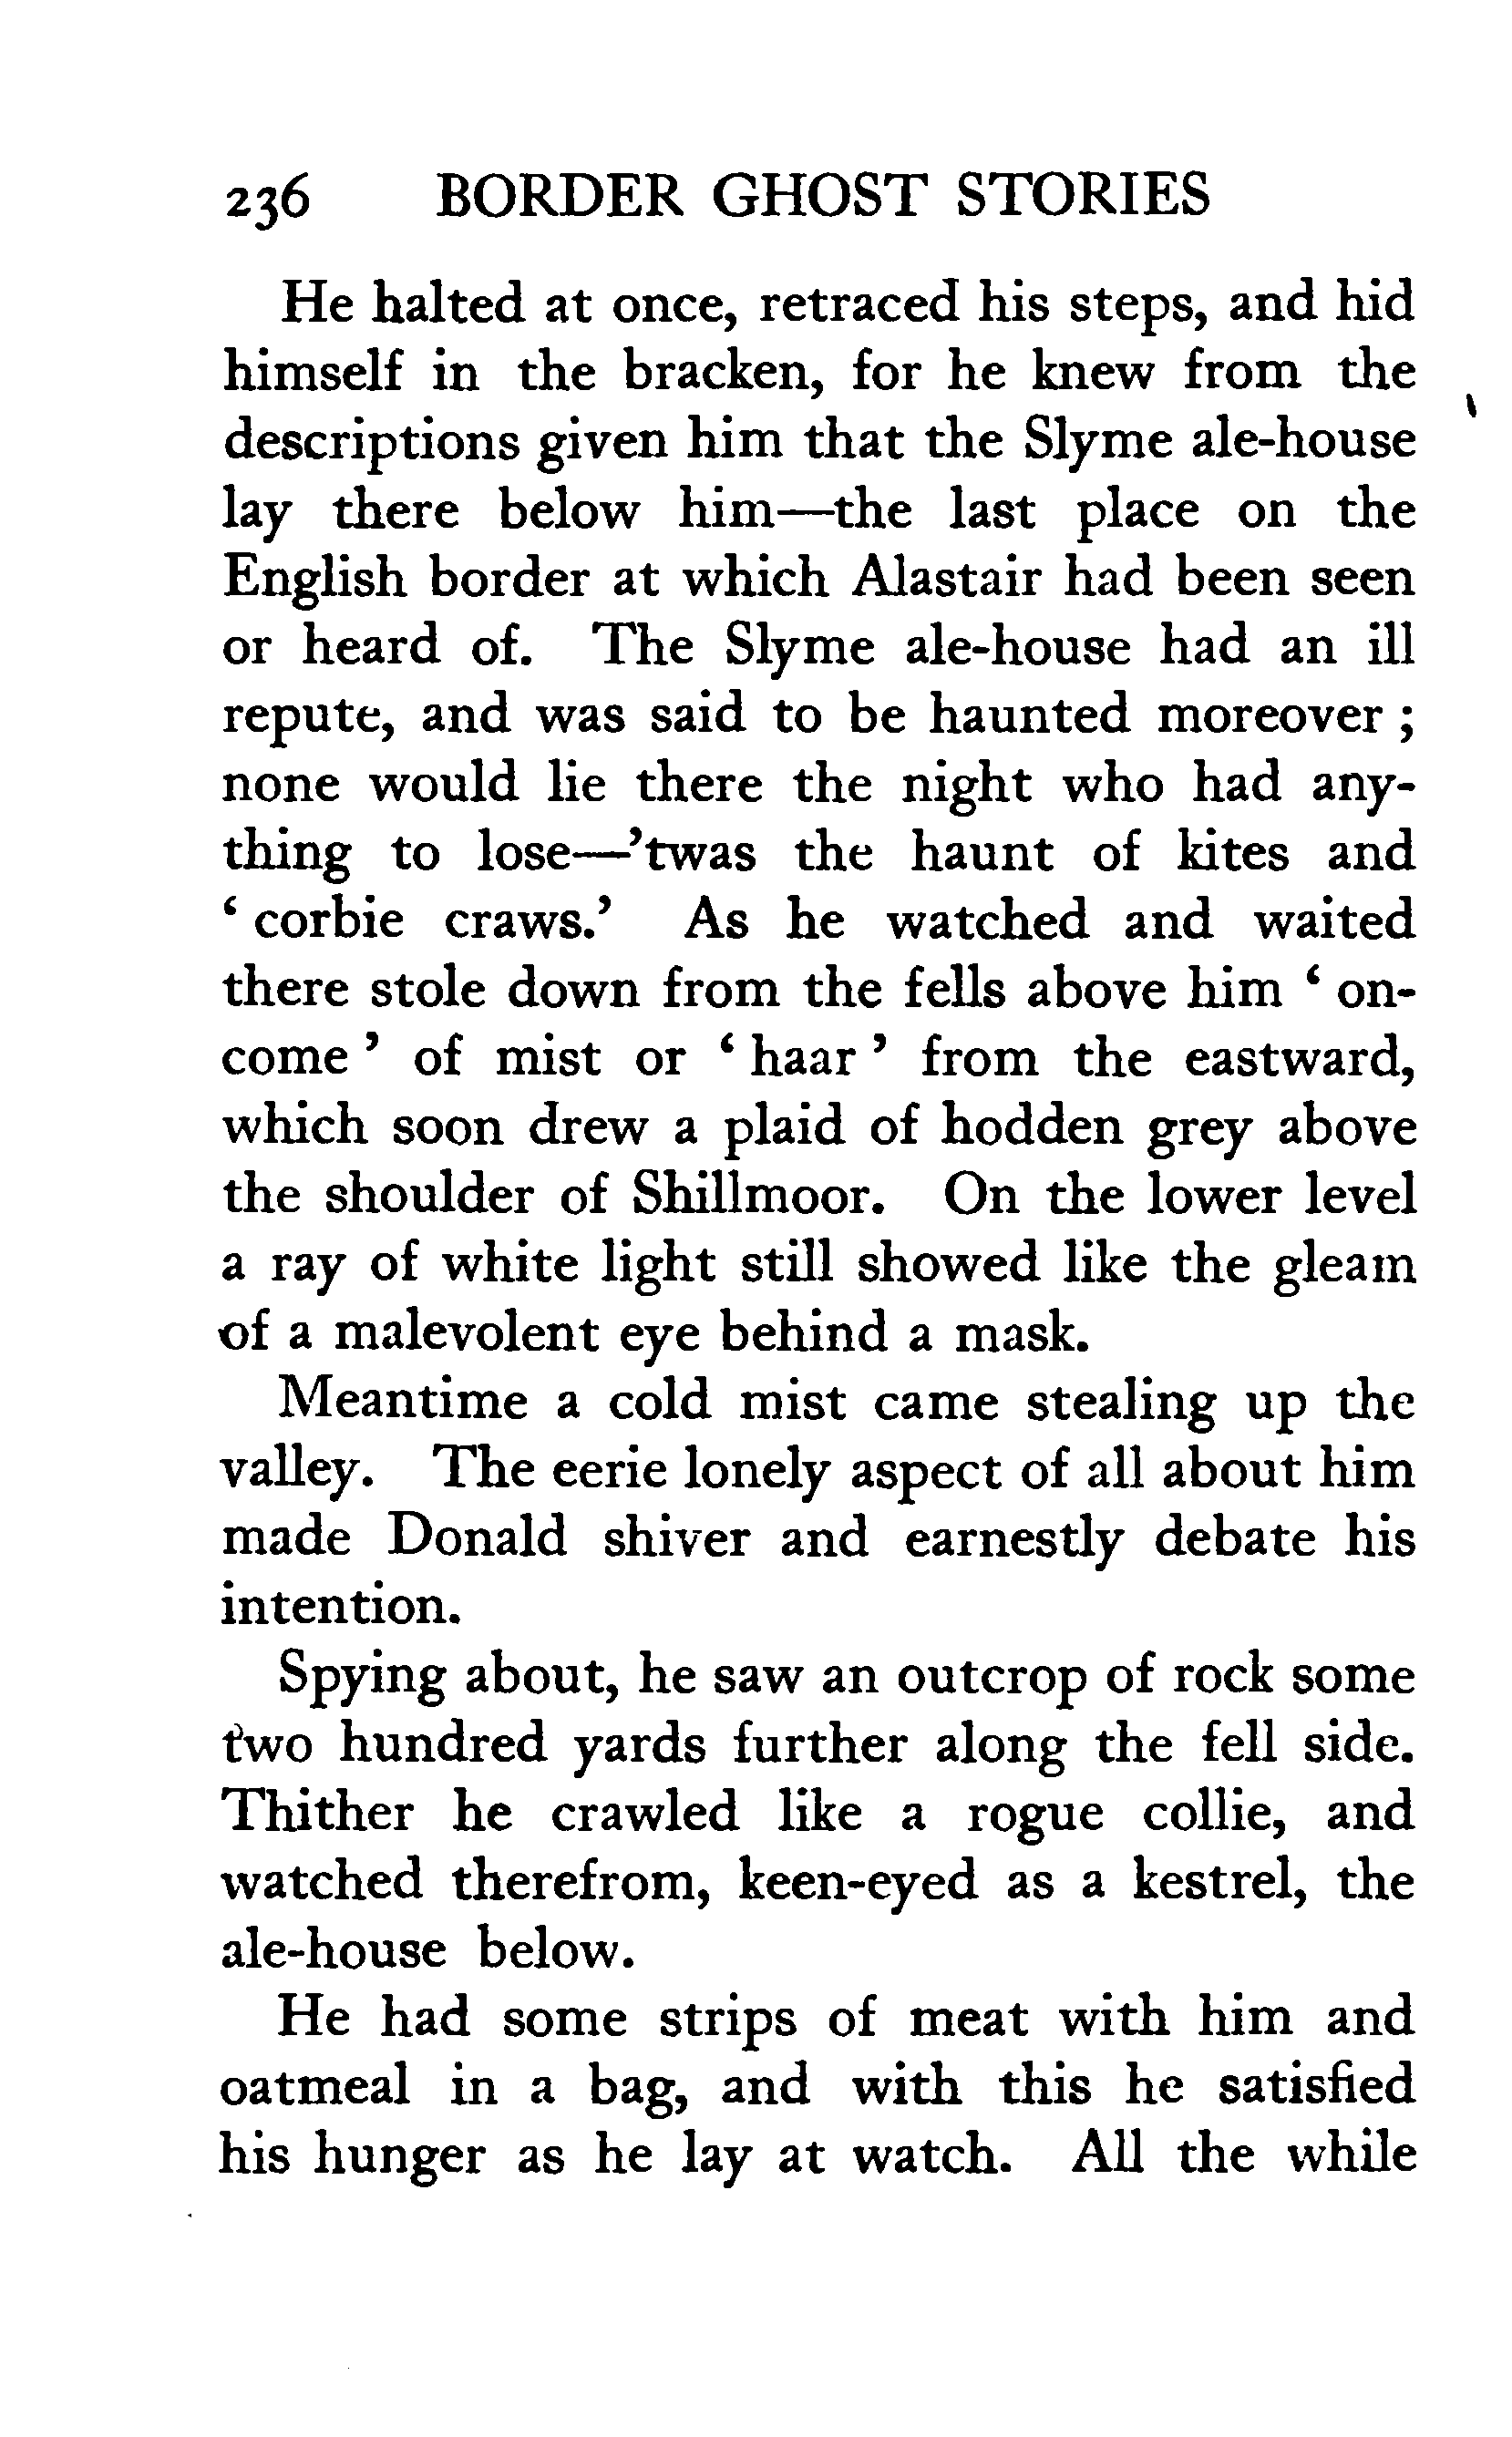 236 BORDER GHOST STORIES
He halted at once, retraced his steps, and hid
himself in the bracken, for he knew from the
descriptions given him that the Slyme ale-house
lay there below him—the last place on the
English border at which Alastair had been seen
or heard of. The Slyme ale-house had an ill
repute, and was said to be haunted moreover ;
none would lie there the night who had any-
thing to lose—’twas the haunt of kites and
‘ corbie craws.’ As he watched and waited
there stole down from the fells above him ‘ on-
come ’ of mist or ‘ haar ’ from the eastward,
which soon drew a plaid of hodden grey above
the shoulder of Shillmoor. On the lower level
a ray of white light still showed like the gleam
of a malevolent eye behind a mask.
Meantime a cold mist came stealing up the
valley. The eerie lonely aspect of all about him
made Donald shiver and earnestly debate his
intention.
Spying about, he saw an outcrop of rock some
two hundred yards further along the fell side.
Thither he crawled like a rogue collie, and
watched therefrom, keen-eyed as a kestrel, the
ale-house below.
He had some strips of meat with him and
oatmeal in a bag, and with this he satisfied
his hunger as he lay at watch. All the while